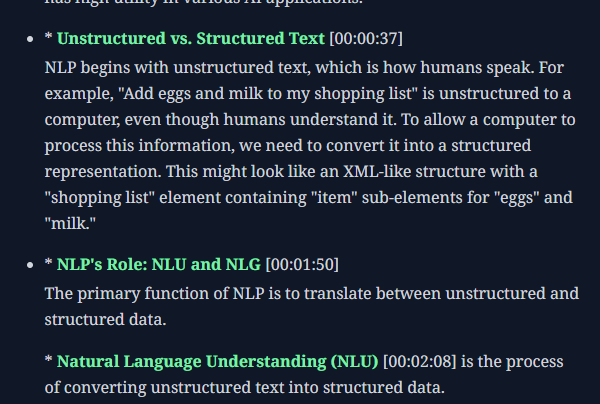 * Unstructured vs. Structured Text [00:00:37]
NLP begins with unstructured text, which is how humans speak. For
example, "Add eggs and milk to my shopping list" is unstructured to a
computer, even though humans understand it. To allow a computer to
process this information, we need to convert it into a structured
representation. This might look like an XML-like structure with a
"shopping list" element containing "item" sub-elements for "eggs" and
"milk."
* NLP's Role: NLU and NLG [00:01:50]
The primary function of NLP is to translate between unstructured and
structured data.
* Natural Language Understanding (NLU) [00:02:08] is the process
of converting unstructured text into structured data.